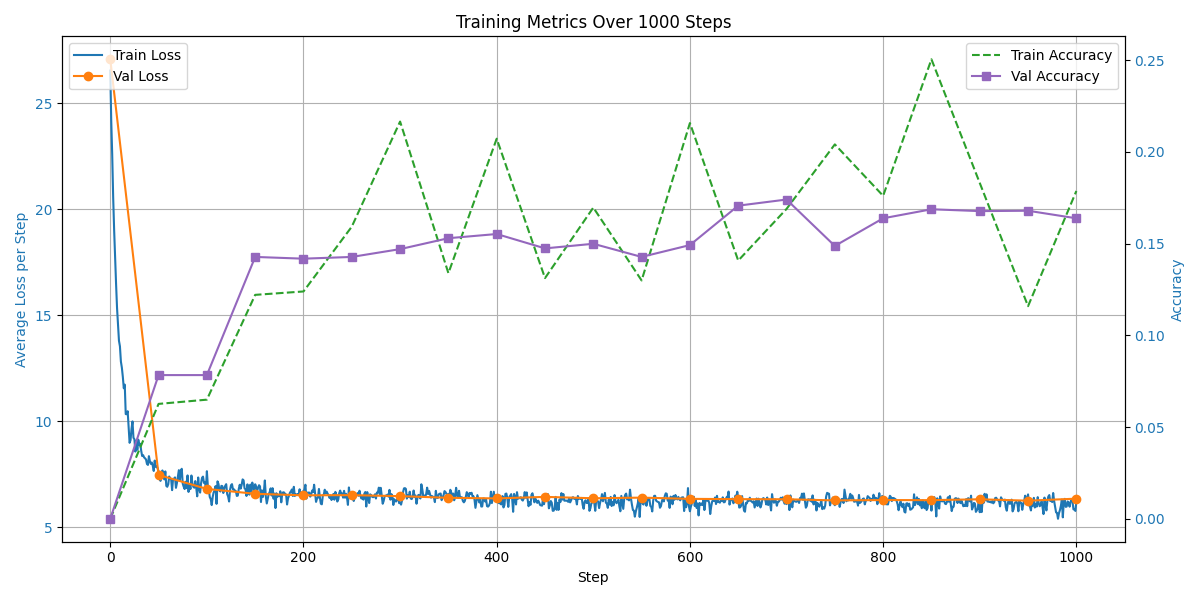 Training Metrics Over 1000 Steps
Train Loss
Val Loss
Train Accuracy
Val Accuracy
Average Loss per Step
25
20
15
10
5
Accuracy
0.25
0.20
0.15
0.10
0.05
0.00
0 200 400 600 800 1000
Step